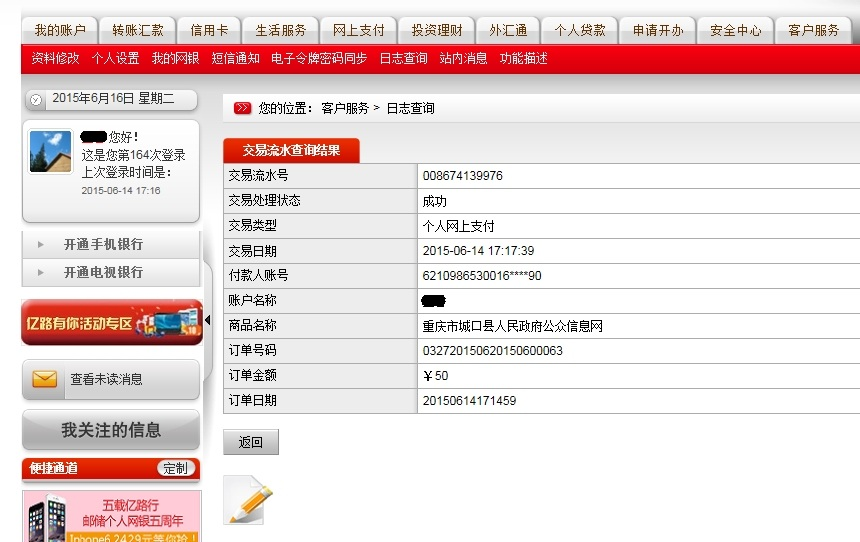 我的账户 转账汇款 信用卡 生活服务 网上支付 投资理财 外汇通 个人贷款 申请开办 安全中心 客户服务
资料修改 个人设置 我的网银 短信通知 电子令牌密码同步 日志查询 站内消息 功能描述
2015年6月16日 星期二
您好！
这是您第164次登录
上次登录时间是：
2015-06-14 17:16
开通手机银行
开通电视银行
亿路有你活动专区
查看未读消息
我关注的信息
便捷通道 定制
五载亿路行
邮储个人网银五周年
Iphone6 2429元等你抢！
您的位置： 客户服务 > 日志查询
交易流水查询结果
交易流水号 008674139976
交易处理状态 成功
交易类型 个人网上支付
交易日期 2015-06-14 17:17:39
付款人账号 6210986530016****90
账户名称
商品名称 重庆市城口县人民政府公众信息网
订单号码 032720150620150600063
订单金额 ￥50
订单日期 20150614171459
返回